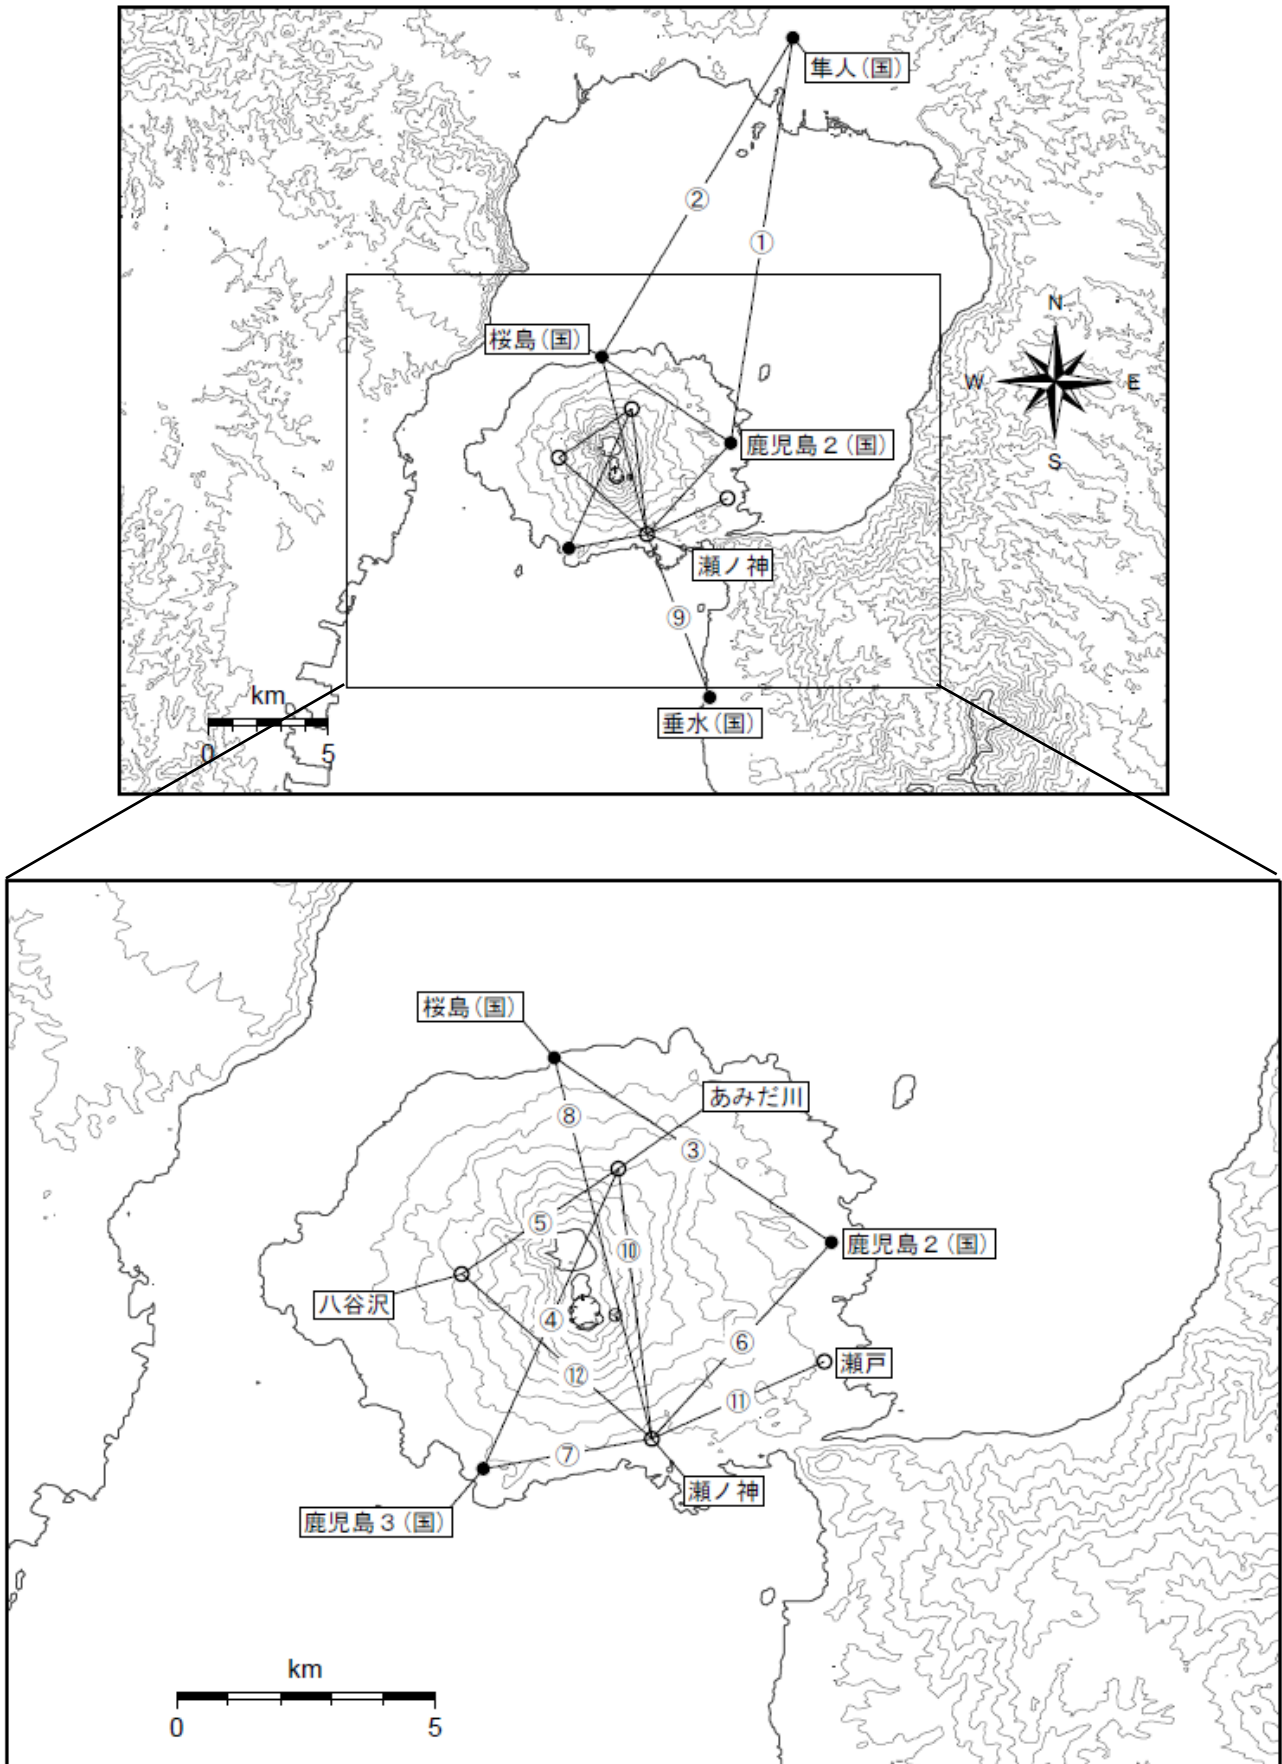 隼人(国)
②
①
N
桜島(国)
W
E
鹿児島2(国)
S
瀬ノ神
⑨
km
垂水(国)
0
5
桜島(国)
あみだ川
⑧
③
⑤
⑩
鹿児島2(国)
八谷沢
④
⑥
瀬戸
⑫
⑪
⑦
瀬ノ神
鹿児島3(国)
km
0
5